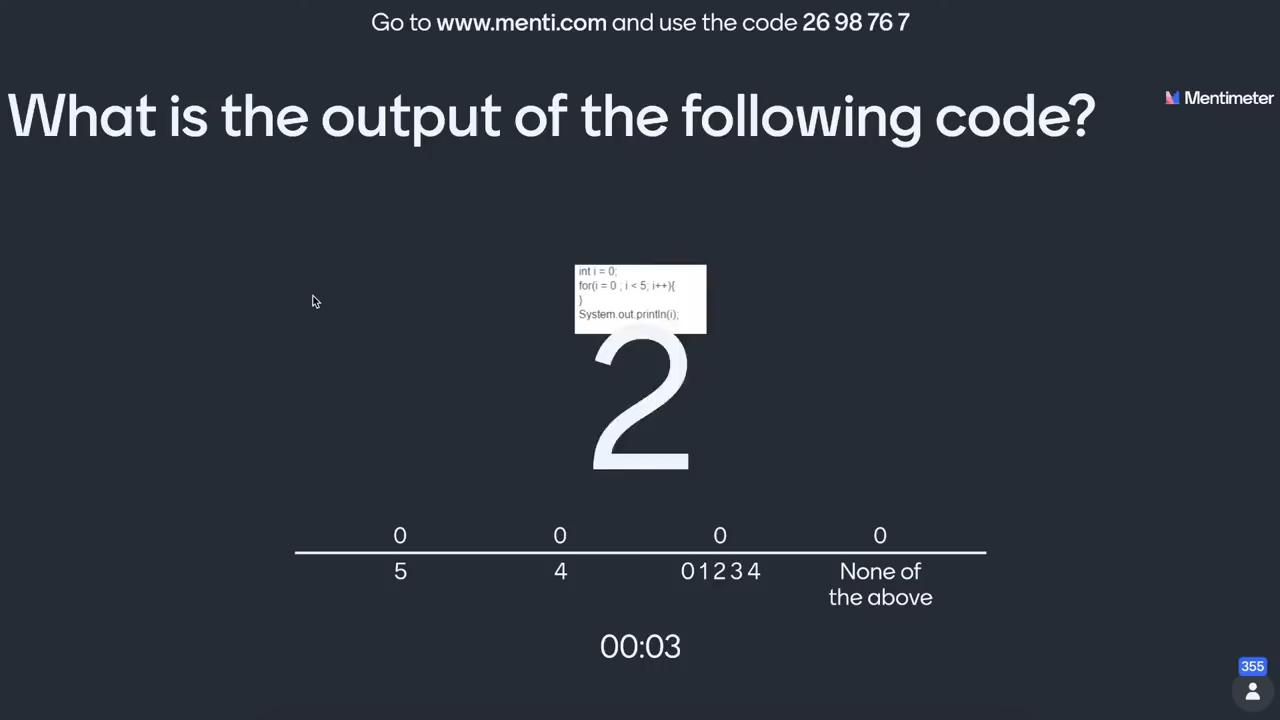 Go to www.menti.com and use the code 26 98 76 7
What is the output of the following code?
Mentimeter
int i = 0;
for(i = 0 ; i < 5; i++){
}
System.out.println(i);
2
0 0 0 0
5 4 0 1 2 3 4 None of
the above
00:03
355